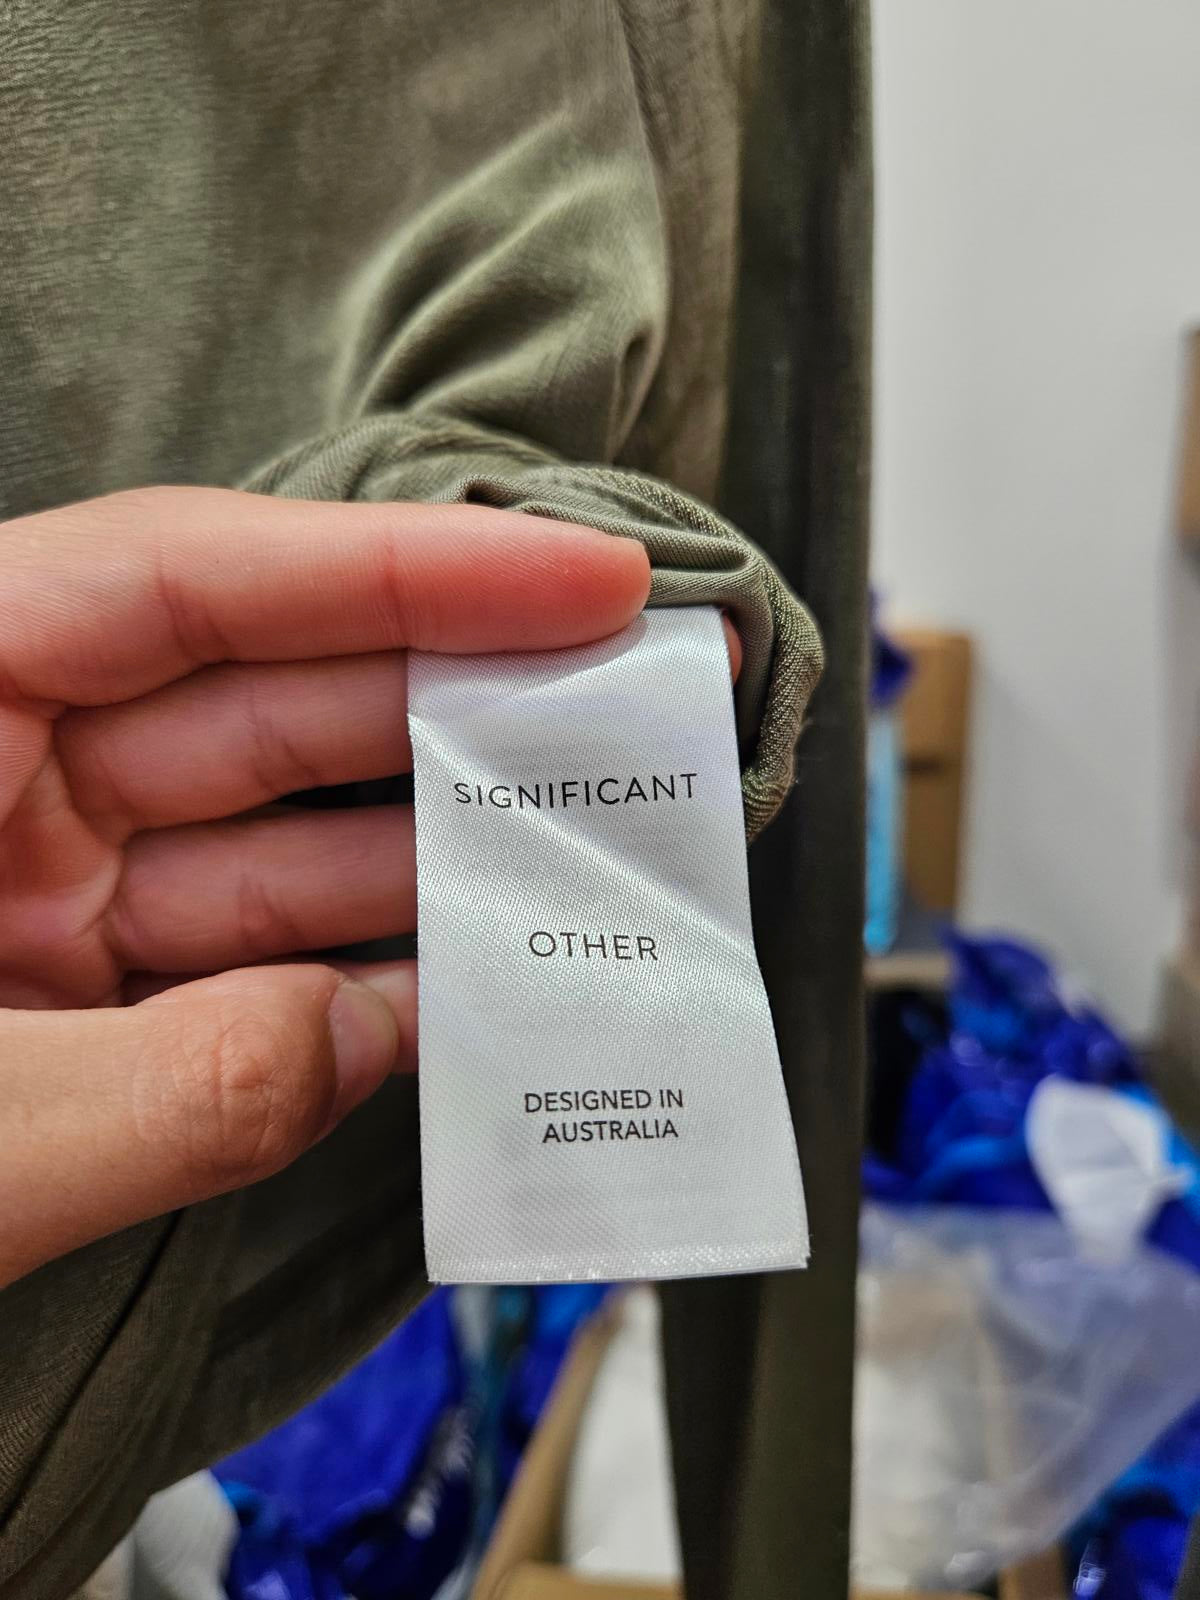 SIGNIFICANT
OTHER
DESIGNED IN
AUSTRALIA